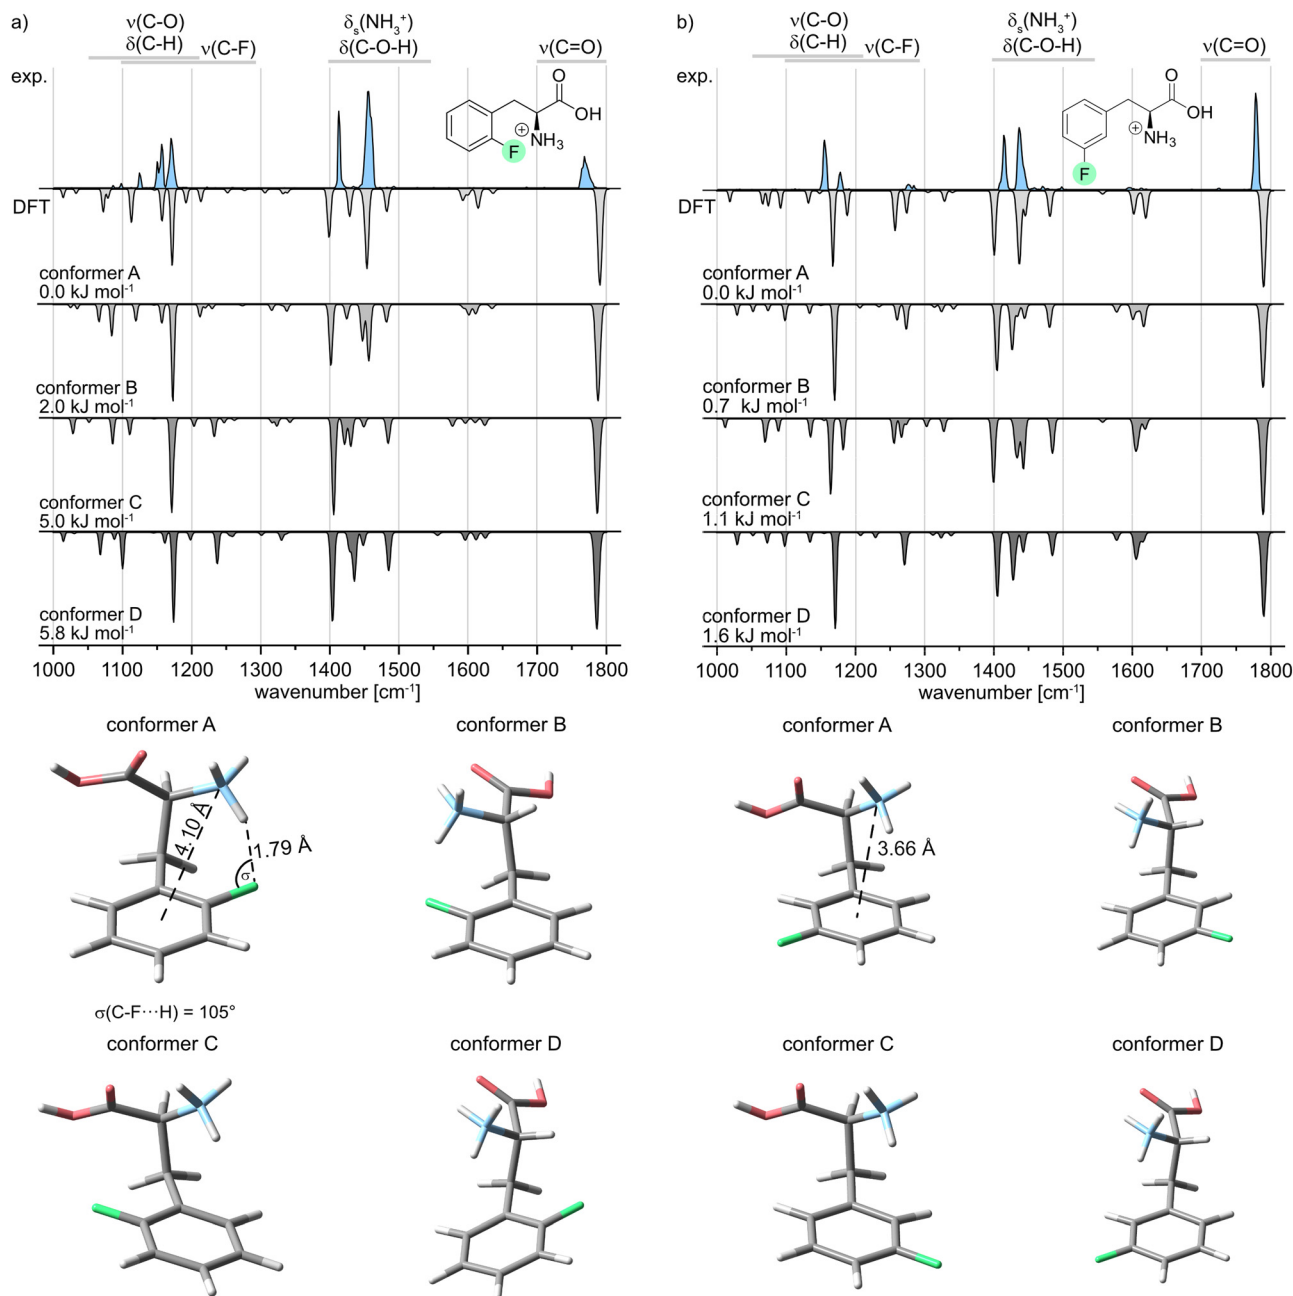 a)
ν(C-O)
δ(C-H)
ν(C-F)
δₛ(NH₃⁺)
δ(C-O-H)
ν(C=O)
exp.
O
OH
⊕
NH₃
F
DFT
conformer A
0.0 kJ mol⁻¹
conformer B
2.0 kJ mol⁻¹
conformer C
5.0 kJ mol⁻¹
conformer D
5.8 kJ mol⁻¹
1000 1100 1200 1300 1400 1500 1600 1700 1800
wavenumber [cm⁻¹]
b)
ν(C-O)
δ(C-H)
ν(C-F)
δₛ(NH₃⁺)
δ(C-O-H)
ν(C=O)
exp.
O
OH
⊕
NH₃
F
DFT
conformer A
0.0 kJ mol⁻¹
conformer B
0.7 kJ mol⁻¹
conformer C
1.1 kJ mol⁻¹
conformer D
1.6 kJ mol⁻¹
1000 1100 1200 1300 1400 1500 1600 1700 1800
wavenumber [cm⁻¹]
conformer A
4.10 Å
1.79 Å
σ
σ(C-F···H) = 105°
conformer B
conformer C
conformer D
conformer A
3.66 Å
conformer B
conformer C
conformer D